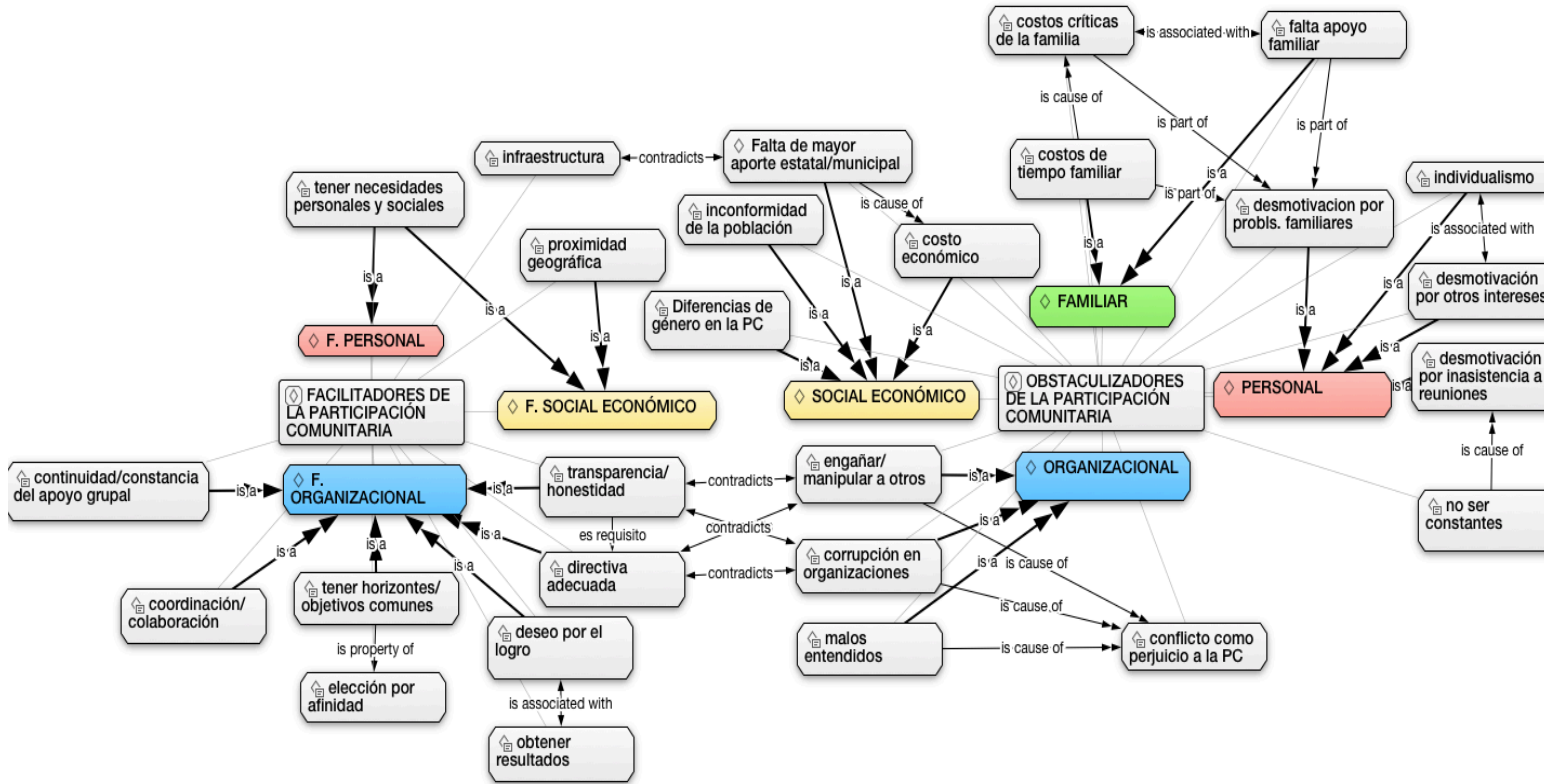 costos críticas
de la familia
is associated with
falta apoyo
familiar
is cause of
is part of
is part of
infraestructura
contradicts
Falta de mayor
aporte estatal/municipal
costos de
tiempo familiar
is a
is part of
individualismo
tener necesidades
personales y sociales
is cause of
inconformidad
de la población
desmotivacion por
probls. familiares
is associated with
proximidad
geográfica
costo
económico
is a
is a
is a
desmotivación
por otros intereses
is a
is a
is a
is a
is a
FAMILIAR
Diferencias de
género en la PC
is a
is a
is a
is a
F. PERSONAL
desmotivación
por inasistencia a
reuniones
is a
is a
FACILITADORES DE
LA PARTICIPACIÓN
COMUNITARIA
F. SOCIAL ECONÓMICO
SOCIAL ECONÓMICO
OBSTACULIZADORES
DE LA PARTICIPACIÓN
COMUNITARIA
PERSONAL
is cause of
continuidad/constancia
del apoyo grupal
is a
F.
ORGANIZACIONAL
is a
transparencia/
honestidad
contradicts
engañar/
manipular a otros
is a
ORGANIZACIONAL
no ser
constantes
is a
is a
is a
is a
es requisito
contradicts
is a
is a
directiva
adecuada
contradicts
corrupción en
organizaciones
is cause of
coordinación/
colaboración
tener horizontes/
objetivos comunes
is cause of
is property of
deseo por el
logro
malos
entendidos
is cause of
conflicto como
perjuicio a la PC
elección por
afinidad
is associated with
obtener
resultados